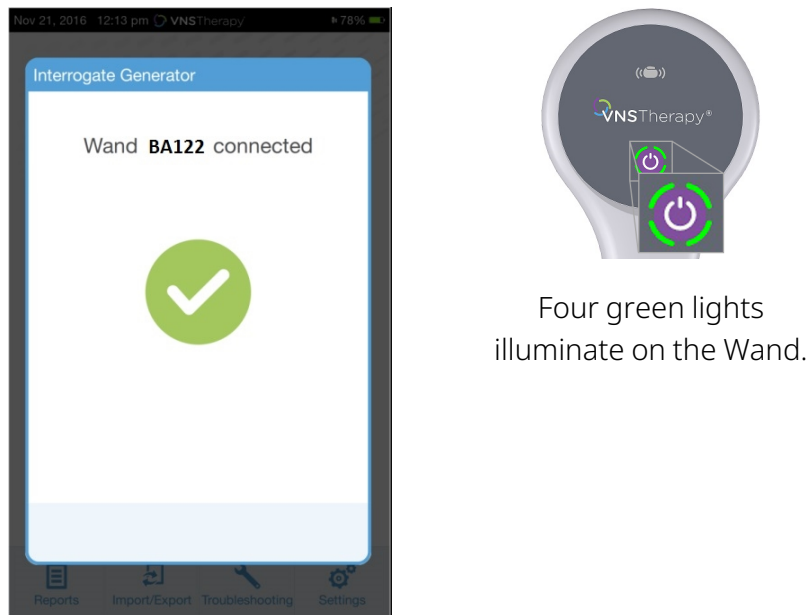 Nov 21, 2016 12:13 pm VNSTherapy 78%
Interrogate Generator
Wand BA122 connected
Reports Import/Export Troubleshooting Settings
VNSTherapy®
Four green lights
illuminate on the Wand.